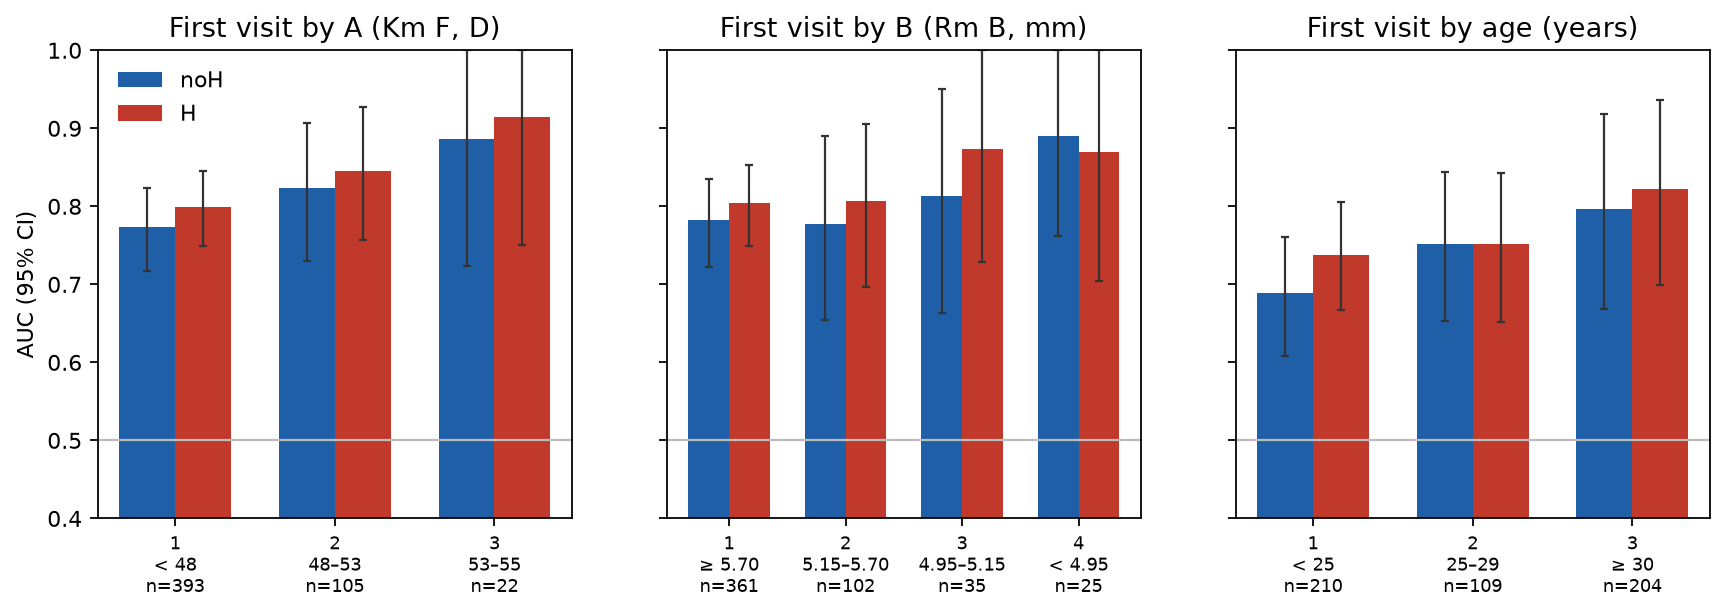 First visit by A (Km F, D)
noH
H
AUC (95% CI)
1.0
0.9
0.8
0.7
0.6
0.5
0.4
1 2 3
< 48 48–53 53–55
n=393 n=105 n=22
First visit by B (Rm B, mm)
1 2 3 4
≥ 5.70 5.15–5.70 4.95–5.15 < 4.95
n=361 n=102 n=35 n=25
First visit by age (years)
1 2 3
< 25 25–29 ≥ 30
n=210 n=109 n=204